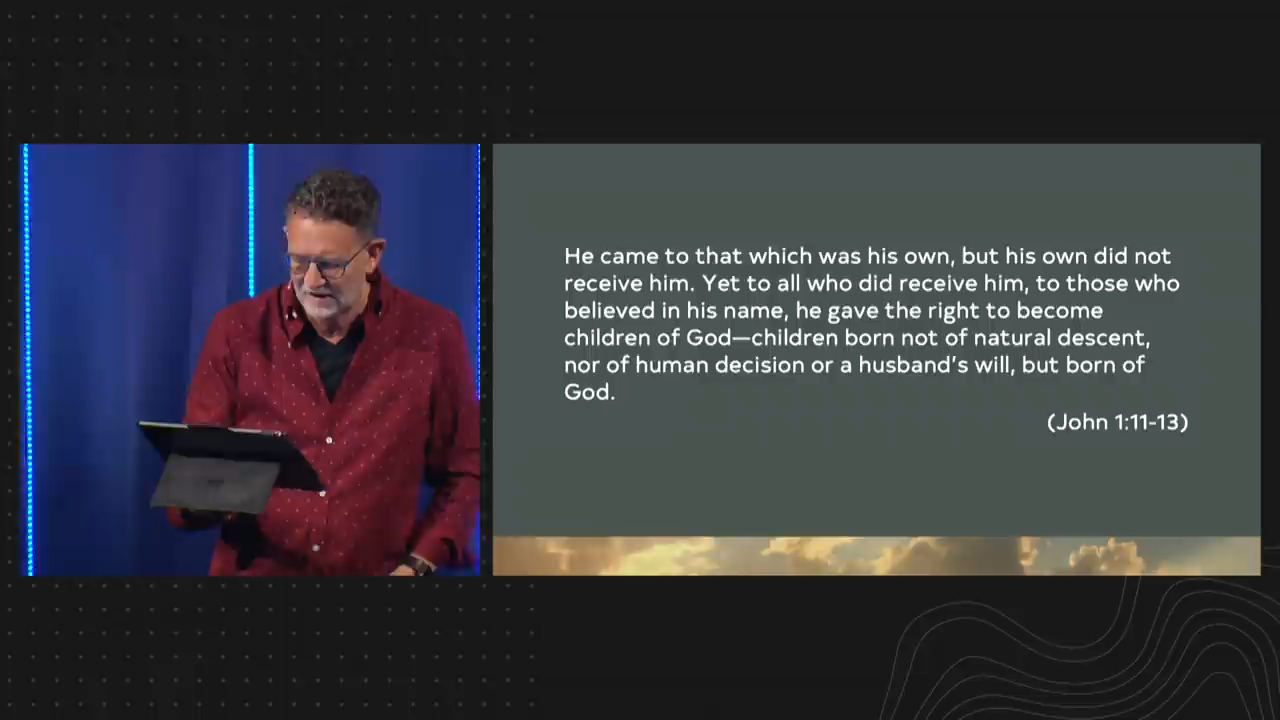 He came to that which was his own, but his own did not
receive him. Yet to all who did receive him, to those who
believed in his name, he gave the right to become
children of God—children born not of natural descent,
nor of human decision or a husband's will, but born of
God.
(John 1:11-13)